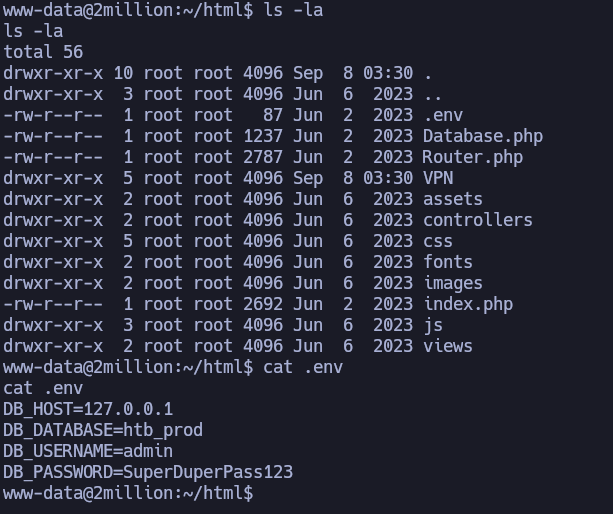 www-data@2million:~/html$ ls -la
ls -la
total 56
drwxr-xr-x 10 root root 4096 Sep  8 03:30 .
drwxr-xr-x  3 root root 4096 Jun  6  2023 ..
-rw-r--r--  1 root root   87 Jun  2  2023 .env
-rw-r--r--  1 root root 1237 Jun  2  2023 Database.php
-rw-r--r--  1 root root 2787 Jun  2  2023 Router.php
drwxr-xr-x  5 root root 4096 Sep  8 03:30 VPN
drwxr-xr-x  2 root root 4096 Jun  6  2023 assets
drwxr-xr-x  2 root root 4096 Jun  6  2023 controllers
drwxr-xr-x  5 root root 4096 Jun  6  2023 css
drwxr-xr-x  2 root root 4096 Jun  6  2023 fonts
drwxr-xr-x  2 root root 4096 Jun  6  2023 images
-rw-r--r--  1 root root 2692 Jun  2  2023 index.php
drwxr-xr-x  3 root root 4096 Jun  6  2023 js
drwxr-xr-x  2 root root 4096 Jun  6  2023 views
www-data@2million:~/html$ cat .env
cat .env
DB_HOST=127.0.0.1
DB_DATABASE=htb_prod
DB_USERNAME=admin
DB_PASSWORD=SuperDuperPass123
www-data@2million:~/html$